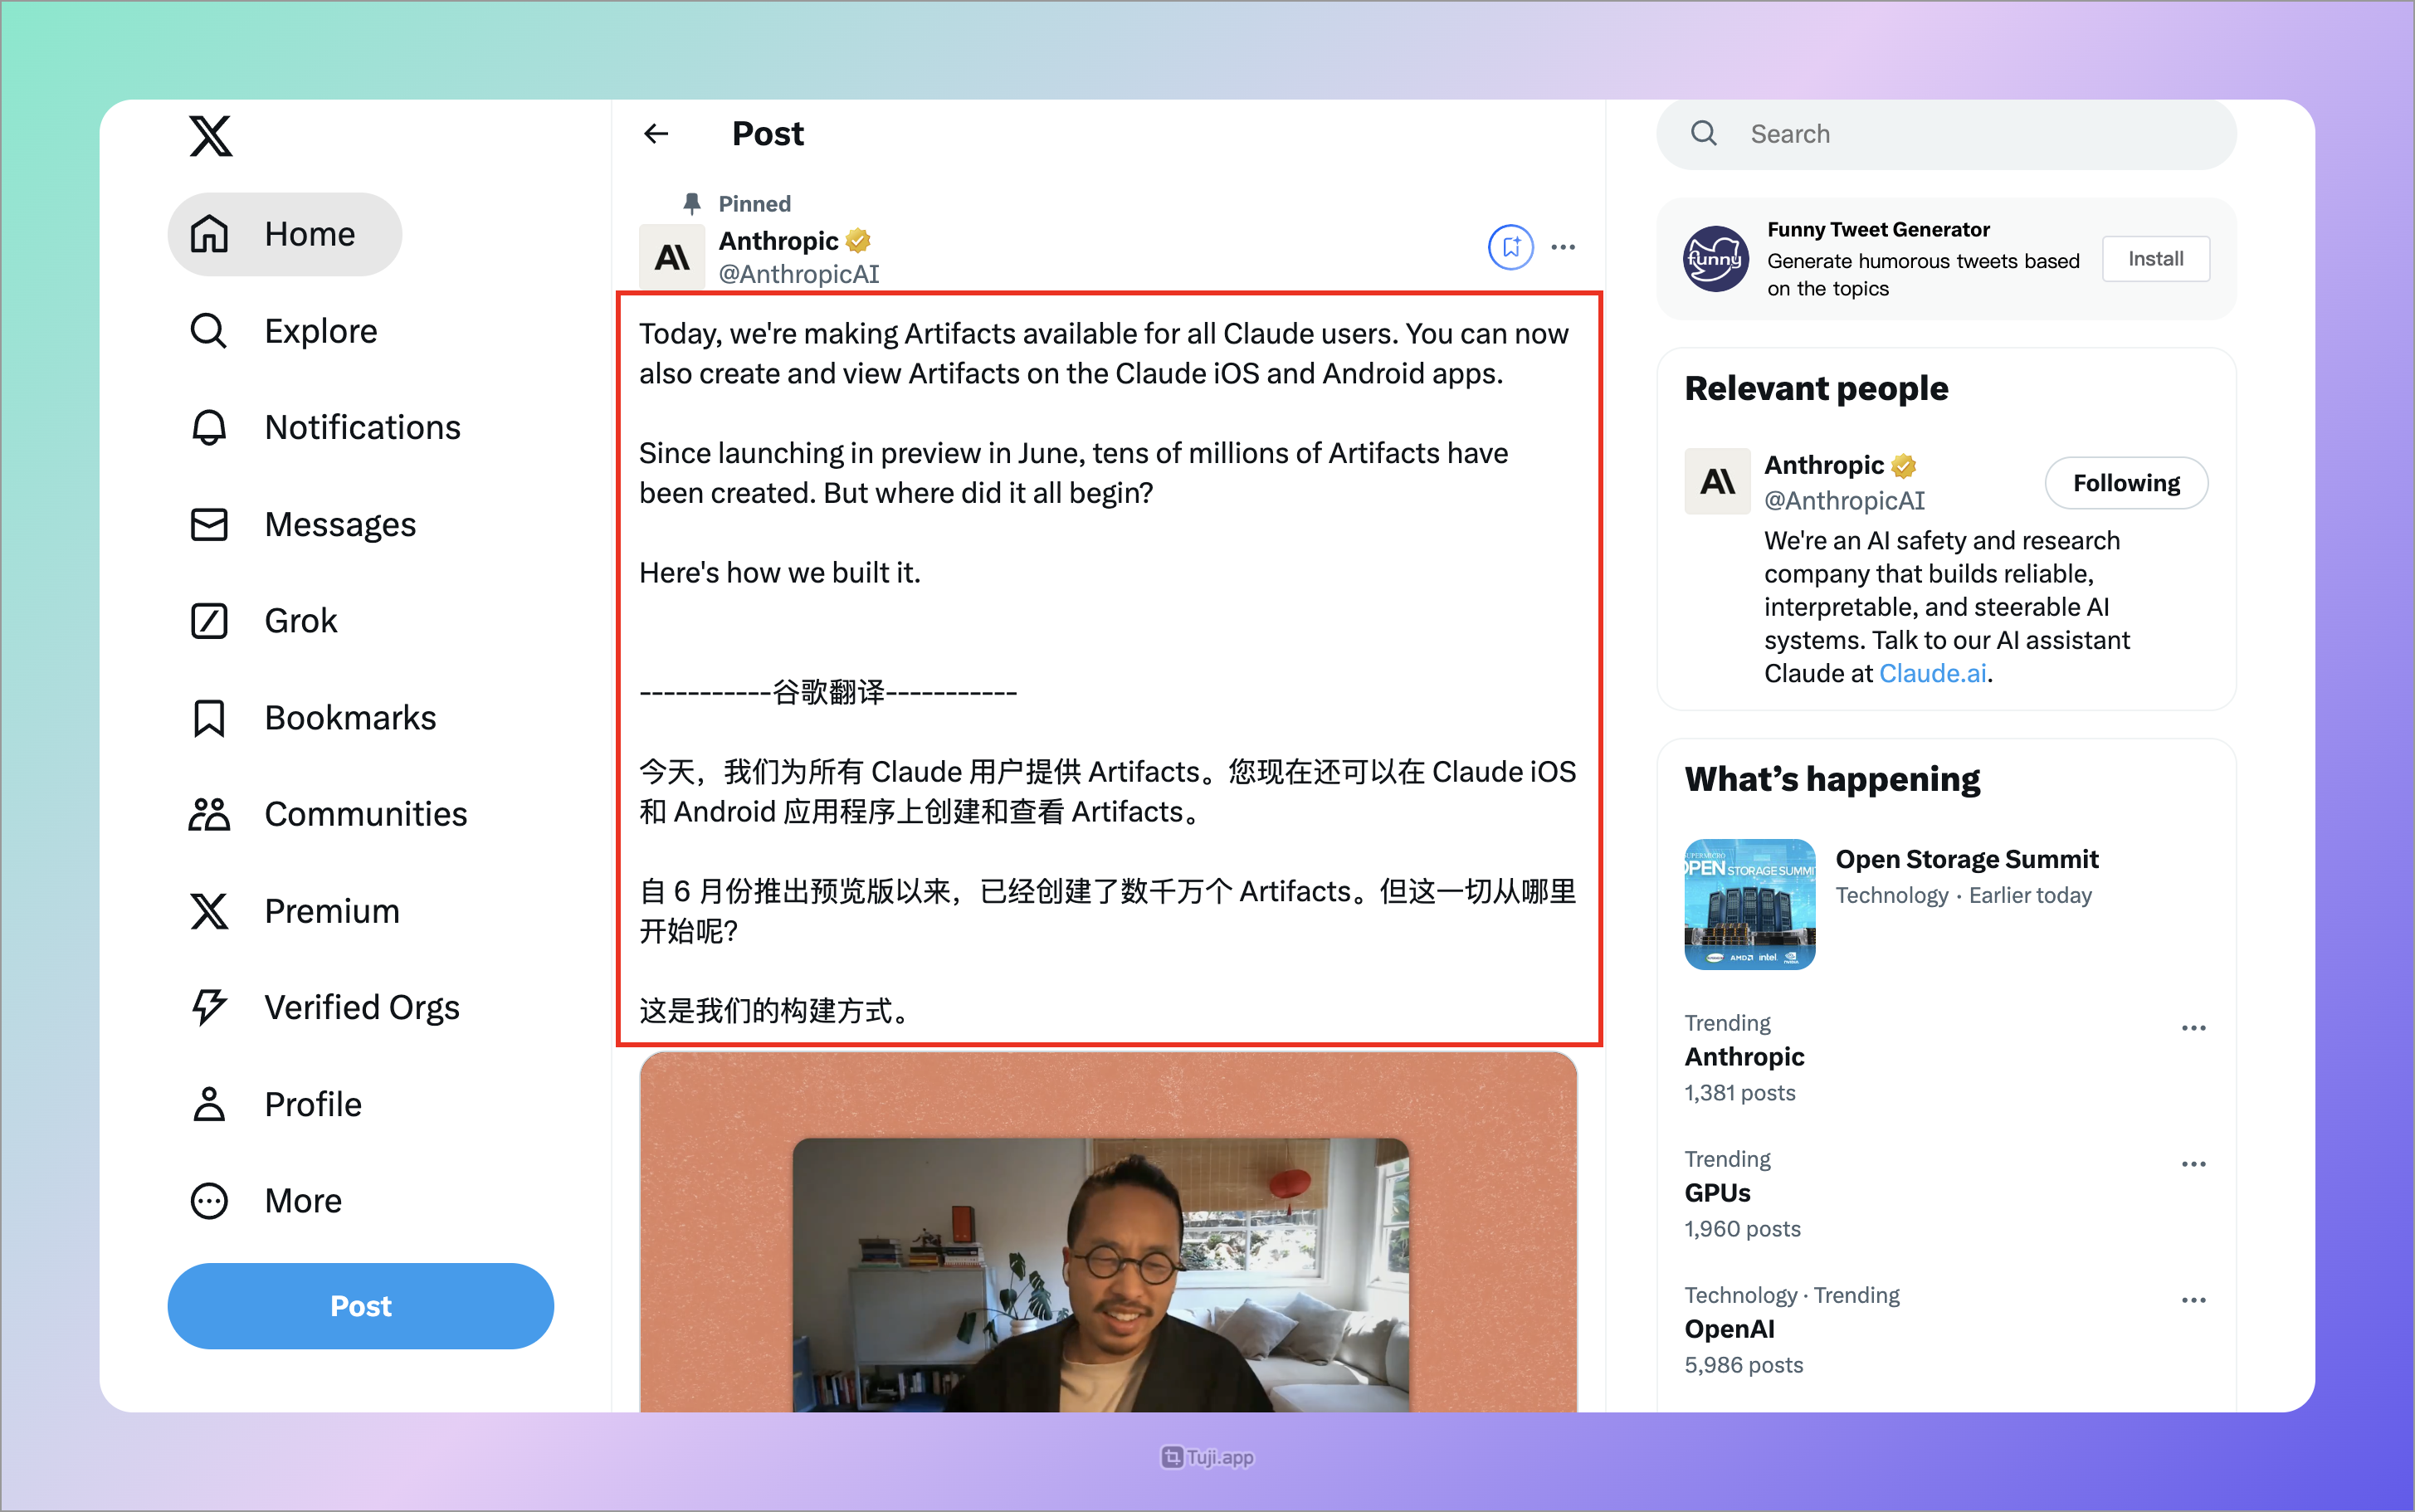 Home
Explore
Notifications
Messages
Grok
Bookmarks
Communities
Premium
Verified Orgs
Profile
More
Post
Post
Pinned
Anthropic
@AnthropicAI
Today, we're making Artifacts available for all Claude users. You can now
also create and view Artifacts on the Claude iOS and Android apps.
Since launching in preview in June, tens of millions of Artifacts have
been created. But where did it all begin?
Here's how we built it.
-----------谷歌翻译-----------
今天，我们为所有 Claude 用户提供 Artifacts。您现在还可以在 Claude iOS
和 Android 应用程序上创建和查看 Artifacts。
自 6 月份推出预览版以来，已经创建了数千万个 Artifacts。但这一切从哪里
开始呢？
这是我们的构建方式。
Search
funny
Funny Tweet Generator
Generate humorous tweets based
on the topics
Install
Relevant people
Anthropic
@AnthropicAI
Following
We're an AI safety and research
company that builds reliable,
interpretable, and steerable AI
systems. Talk to our AI assistant
Claude at Claude.ai.
What’s happening
SUPERMICRO
OPEN STORAGE SUMMIT
AMD intel
Open Storage Summit
Technology · Earlier today
Trending
Anthropic
1,381 posts
Trending
GPUs
1,960 posts
Technology · Trending
OpenAI
5,986 posts
Tuji.app